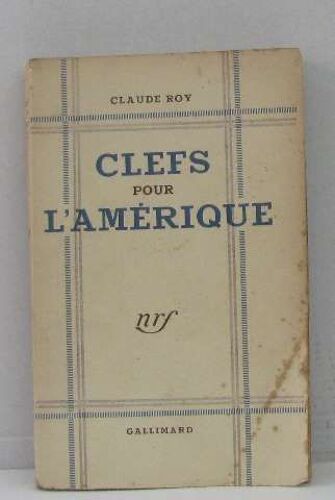 CLAUDE ROY
CLEFS
POUR
L'AMÉRIQUE
nrf
GALLIMARD